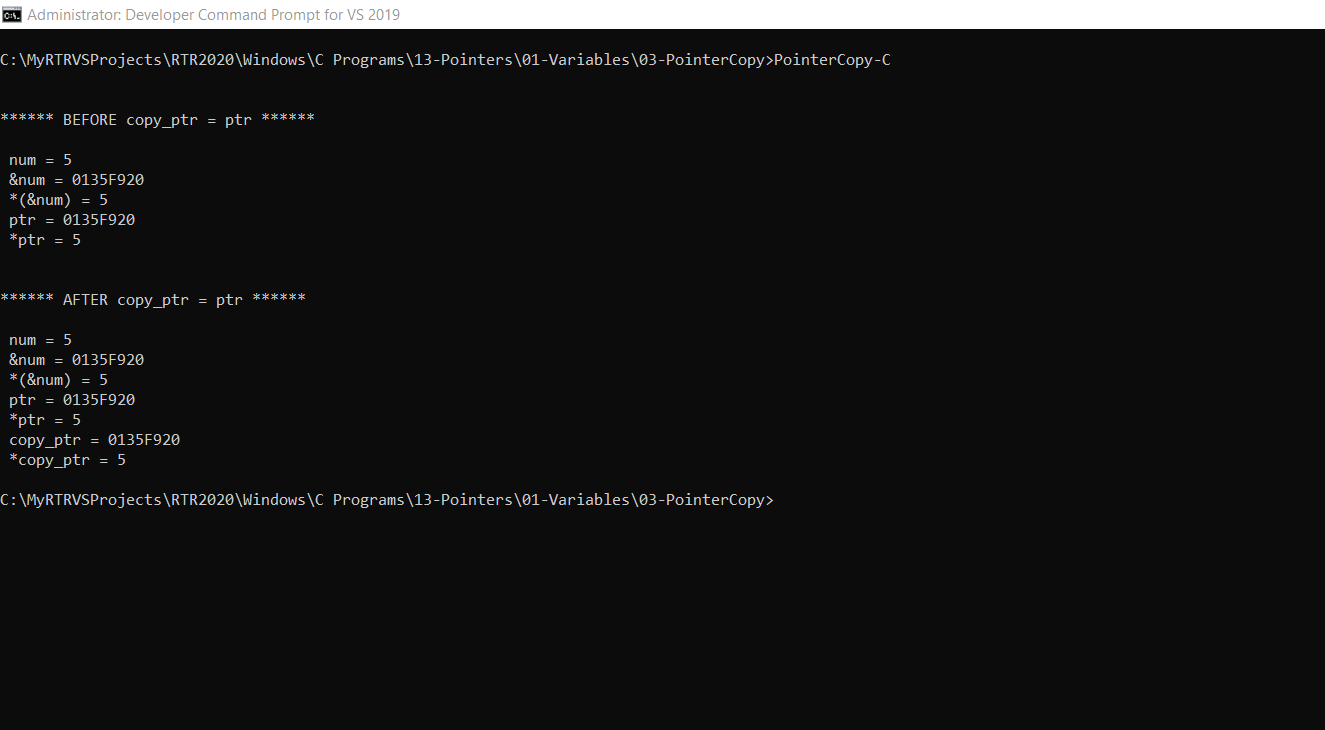 Administrator: Developer Command Prompt for VS 2019
C:\MyRTRVSProjects\RTR2020\Windows\C Programs\13-Pointers\01-Variables\03-PointerCopy>PointerCopy-C
****** BEFORE copy_ptr = ptr ******
num = 5
&num = 0135F920
*(&num) = 5
ptr = 0135F920
*ptr = 5
****** AFTER copy_ptr = ptr ******
num = 5
&num = 0135F920
*(&num) = 5
ptr = 0135F920
*ptr = 5
copy_ptr = 0135F920
*copy_ptr = 5
C:\MyRTRVSProjects\RTR2020\Windows\C Programs\13-Pointers\01-Variables\03-PointerCopy>